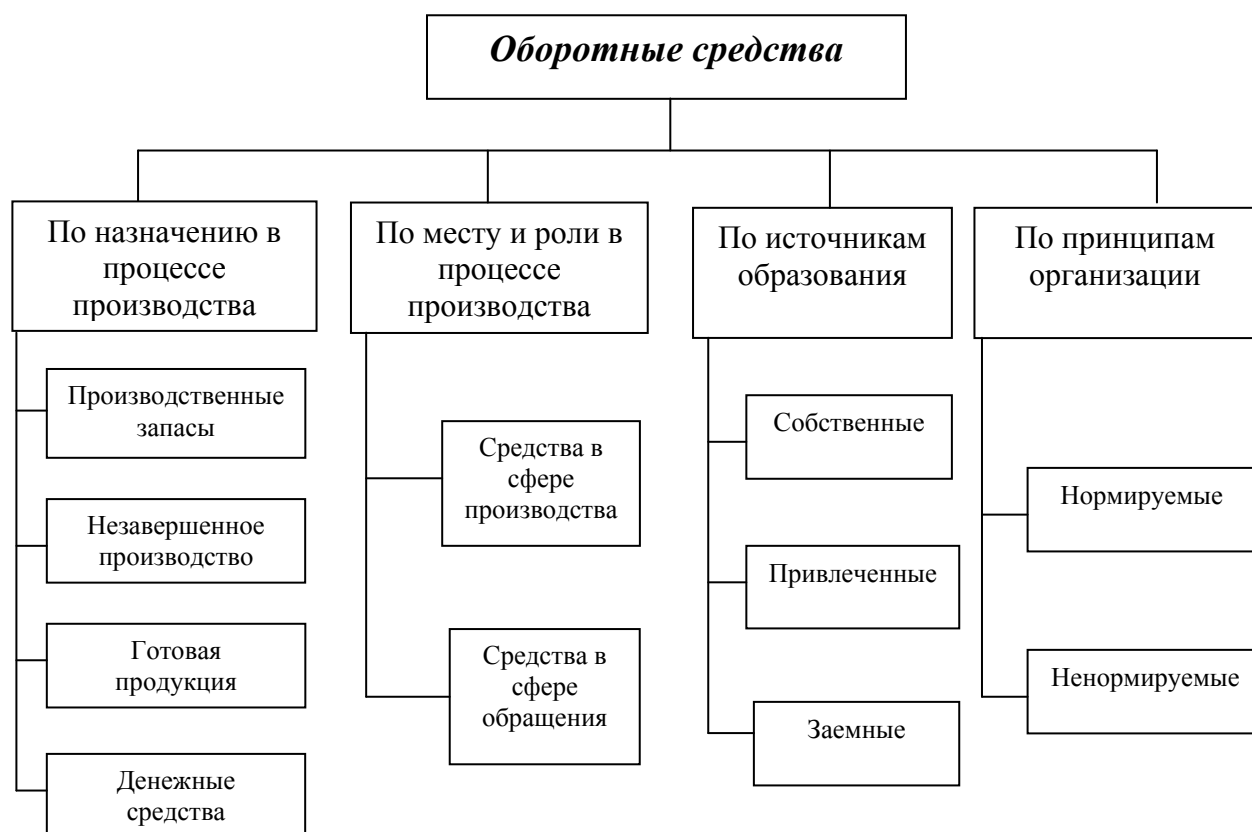 Оборотные средства
По назначению в
процессе
производства
Производственные
запасы
Незавершенное
производство
Готовая
продукция
Денежные
средства
По месту и роли в
процессе
производства
Средства в
сфере
производства
Средства в
сфере
обращения
По источникам
образования
Собственные
Привлеченные
Заемные
По принципам
организации
Нормируемые
Ненормируемые